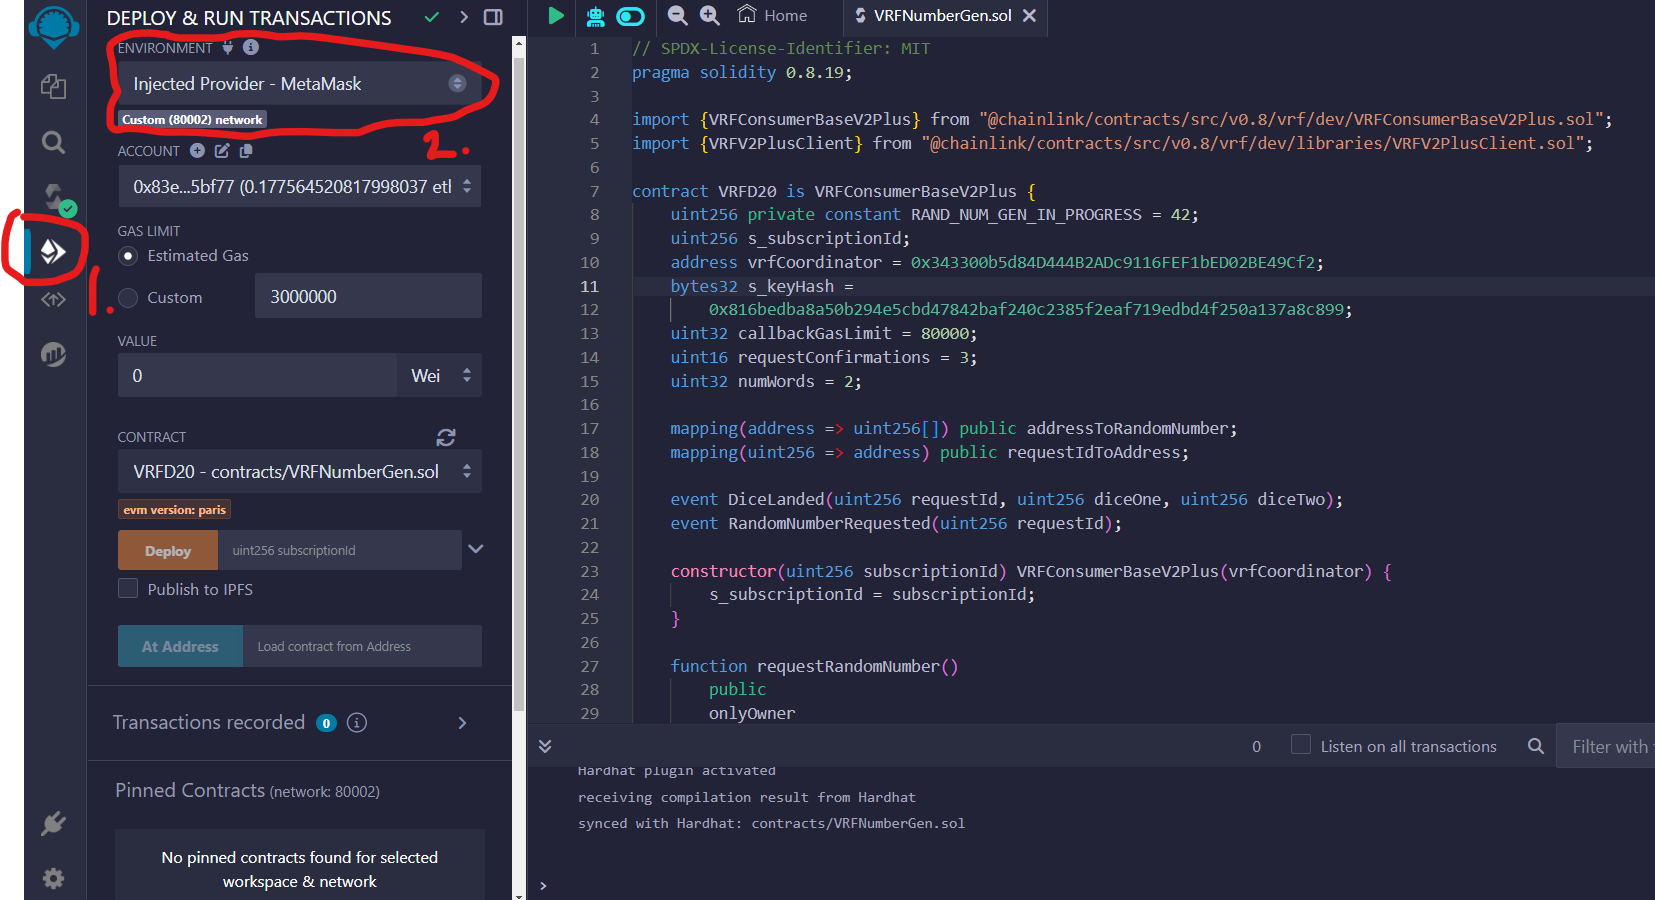 DEPLOY & RUN TRANSACTIONS
ENVIRONMENT
Injected Provider - MetaMask
Custom (80002) network
2.
ACCOUNT
0x83e...5bf77 (0.177564520817998037 etl
GAS LIMIT
Estimated Gas
1.
Custom
3000000
VALUE
0
Wei
CONTRACT
VRFD20 - contracts/VRFNumberGen.sol
evm version: paris
Deploy
uint256 subscriptionId
Publish to IPFS
At Address
Load contract from Address
Transactions recorded 0 i
Pinned Contracts (network: 80002)
No pinned contracts found for selected
workspace & network
Home
VRFNumberGen.sol
1 // SPDX-License-Identifier: MIT
2 pragma solidity 0.8.19;
3
4 import {VRFConsumerBaseV2Plus} from "@chainlink/contracts/src/v0.8/vrf/dev/VRFConsumerBaseV2Plus.sol";
5 import {VRFV2PlusClient} from "@chainlink/contracts/src/v0.8/vrf/dev/libraries/VRFV2PlusClient.sol";
6
7 contract VRFD20 is VRFConsumerBaseV2Plus {
8 uint256 private constant RAND_NUM_GEN_IN_PROGRESS = 42;
9 uint256 s_subscriptionId;
10 address vrfCoordinator = 0x343300b5d84D444B2ADc9116FEF1bED02BE49Cf2;
11 bytes32 s_keyHash =
12 0x816bedba8a50b294e5cbd47842baf240c2385f2eaf719edbd4f250a137a8c899;
13 uint32 callbackGasLimit = 80000;
14 uint16 requestConfirmations = 3;
15 uint32 numWords = 2;
16
17 mapping(address => uint256[]) public addressToRandomNumber;
18 mapping(uint256 => address) public requestIdToAddress;
19
20 event DiceLanded(uint256 requestId, uint256 diceOne, uint256 diceTwo);
21 event RandomNumberRequested(uint256 requestId);
22
23 constructor(uint256 subscriptionId) VRFConsumerBaseV2Plus(vrfCoordinator) {
24 s_subscriptionId = subscriptionId;
25 }
26
27 function requestRandomNumber()
28 public
29 onlyOwner
0
Listen on all transactions
Filter with
Hardhat plugin activated
receiving compilation result from Hardhat
synced with Hardhat: contracts/VRFNumberGen.sol
>